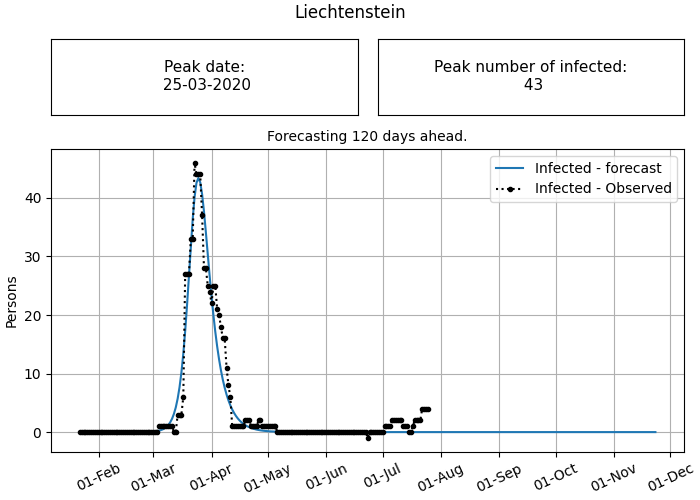 Liechtenstein
Peak date:
25-03-2020
Peak number of infected:
43
Forecasting 120 days ahead.
Infected - forecast
Infected - Observed
Persons
40
30
20
10
0
01-Feb
01-Mar
01-Apr
01-May
01-Jun
01-Jul
01-Aug
01-Sep
01-Oct
01-Nov
01-Dec